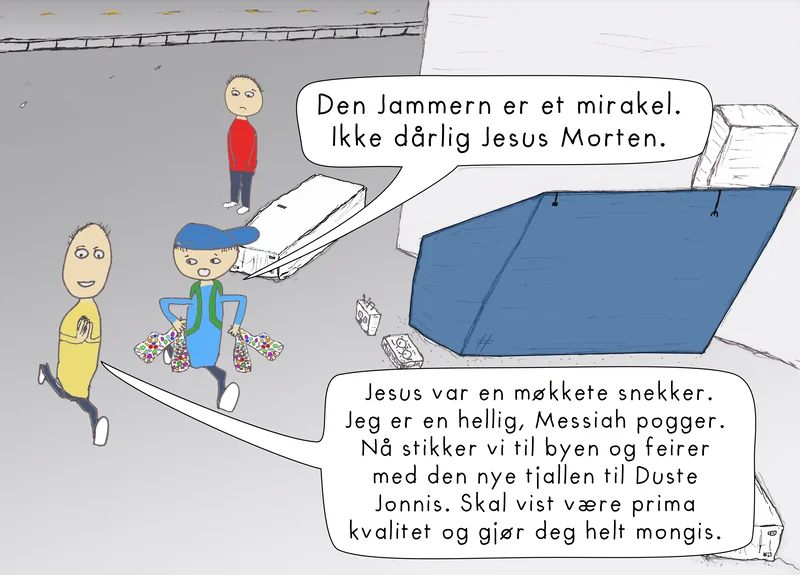 Den Jammern er et mirakel.
Ikke dårlig Jesus Morten.
Jesus var en møkkete snekker.
Jeg er en hellig, Messiah pogger.
Nå stikker vi til byen og feirer
med den nye tjallen til Duste
Jonnis. Skal vist være prima
kvalitet og gjør deg helt mongis.